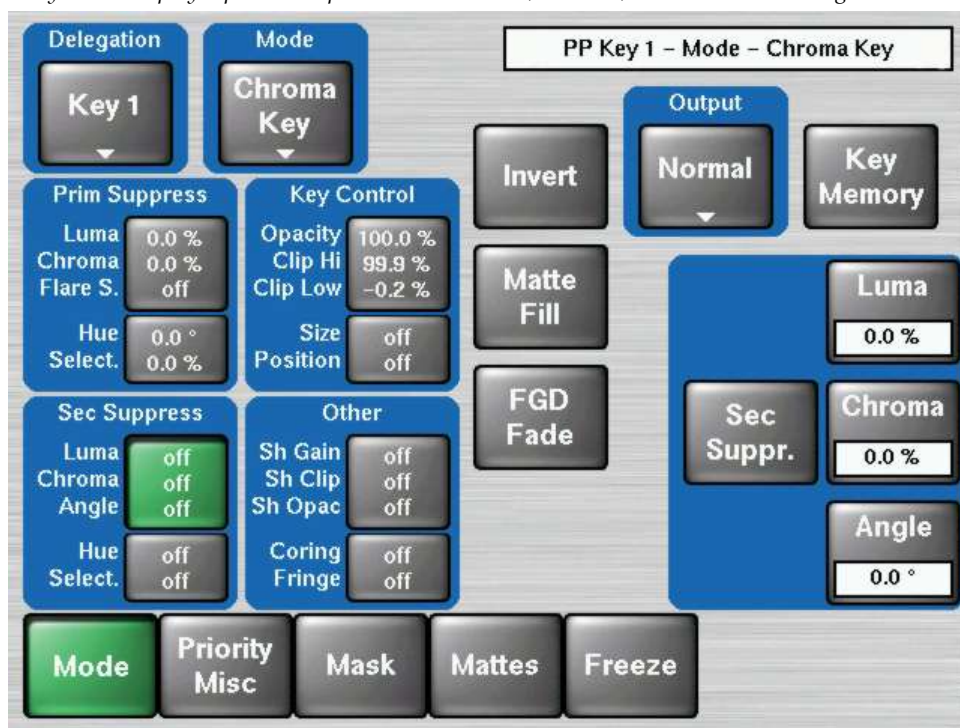 Delegation
Key 1
Mode
Chroma
Key
PP Key 1 – Mode – Chroma Key
Prim Suppress
Luma 0.0 %
Chroma 0.0 %
Flare S. off
Hue 0.0 °
Select. 0.0 %
Key Control
Opacity 100.0 %
Clip Hi 99.9 %
Clip Low -0.2 %
Size off
Position off
Invert
Output
Normal
Key
Memory
Matte
Fill
FGD
Fade
Sec Suppress
Luma off
Chroma off
Angle off
Hue off
Select. off
Other
Sh Gain off
Sh Clip off
Sh Opac off
Coring off
Fringe off
Sec
Suppr.
Luma
0.0 %
Chroma
0.0 %
Angle
0.0 °
Mode
Priority
Misc
Mask
Mattes
Freeze